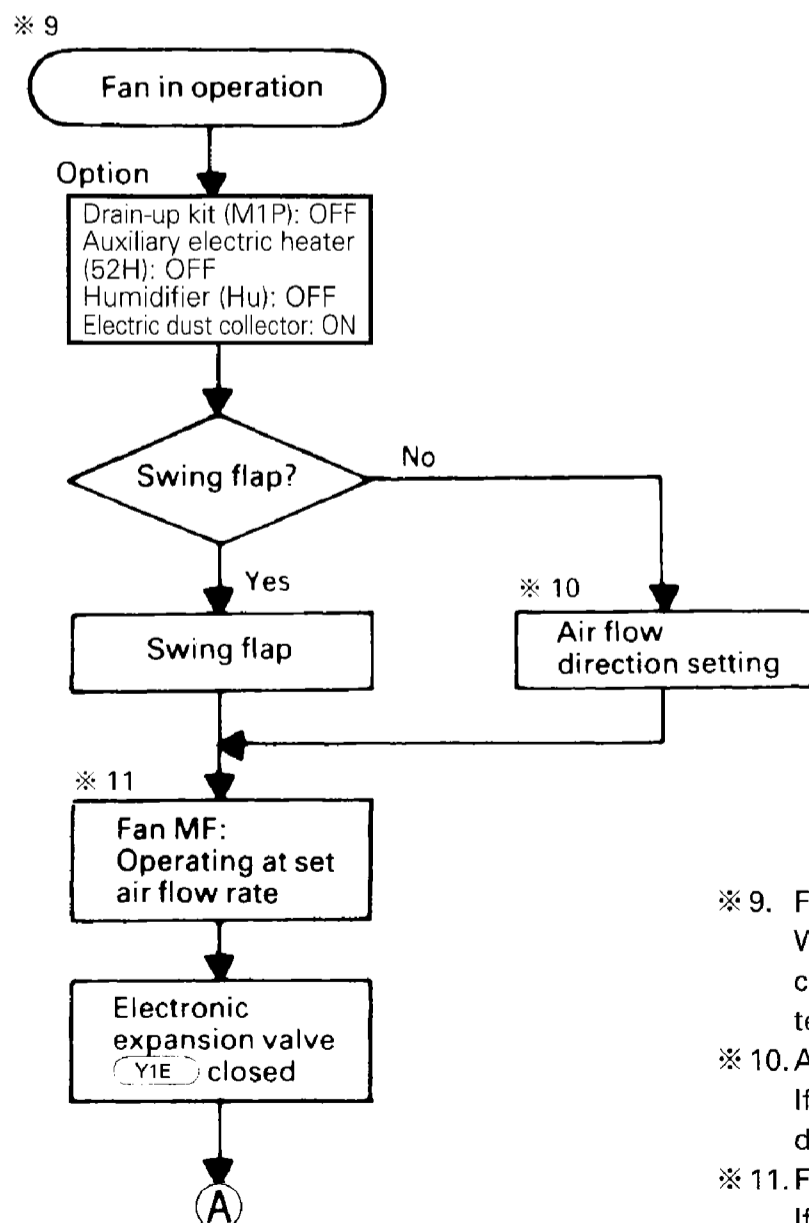 ※ 9
Fan in operation
Option
Drain-up kit (M1P): OFF
Auxiliary electric heater
(52H): OFF
Humidifier (Hu): OFF
Electric dust collector: ON
Swing flap?
No
Yes
※ 10
Swing flap
Air flow
direction setting
※ 11
Fan MF:
Operating at set
air flow rate
Electronic
expansion valve
Y1E closed
A
※ 9. F
W
c
te
※ 10. A
If
d
※ 11. F
If